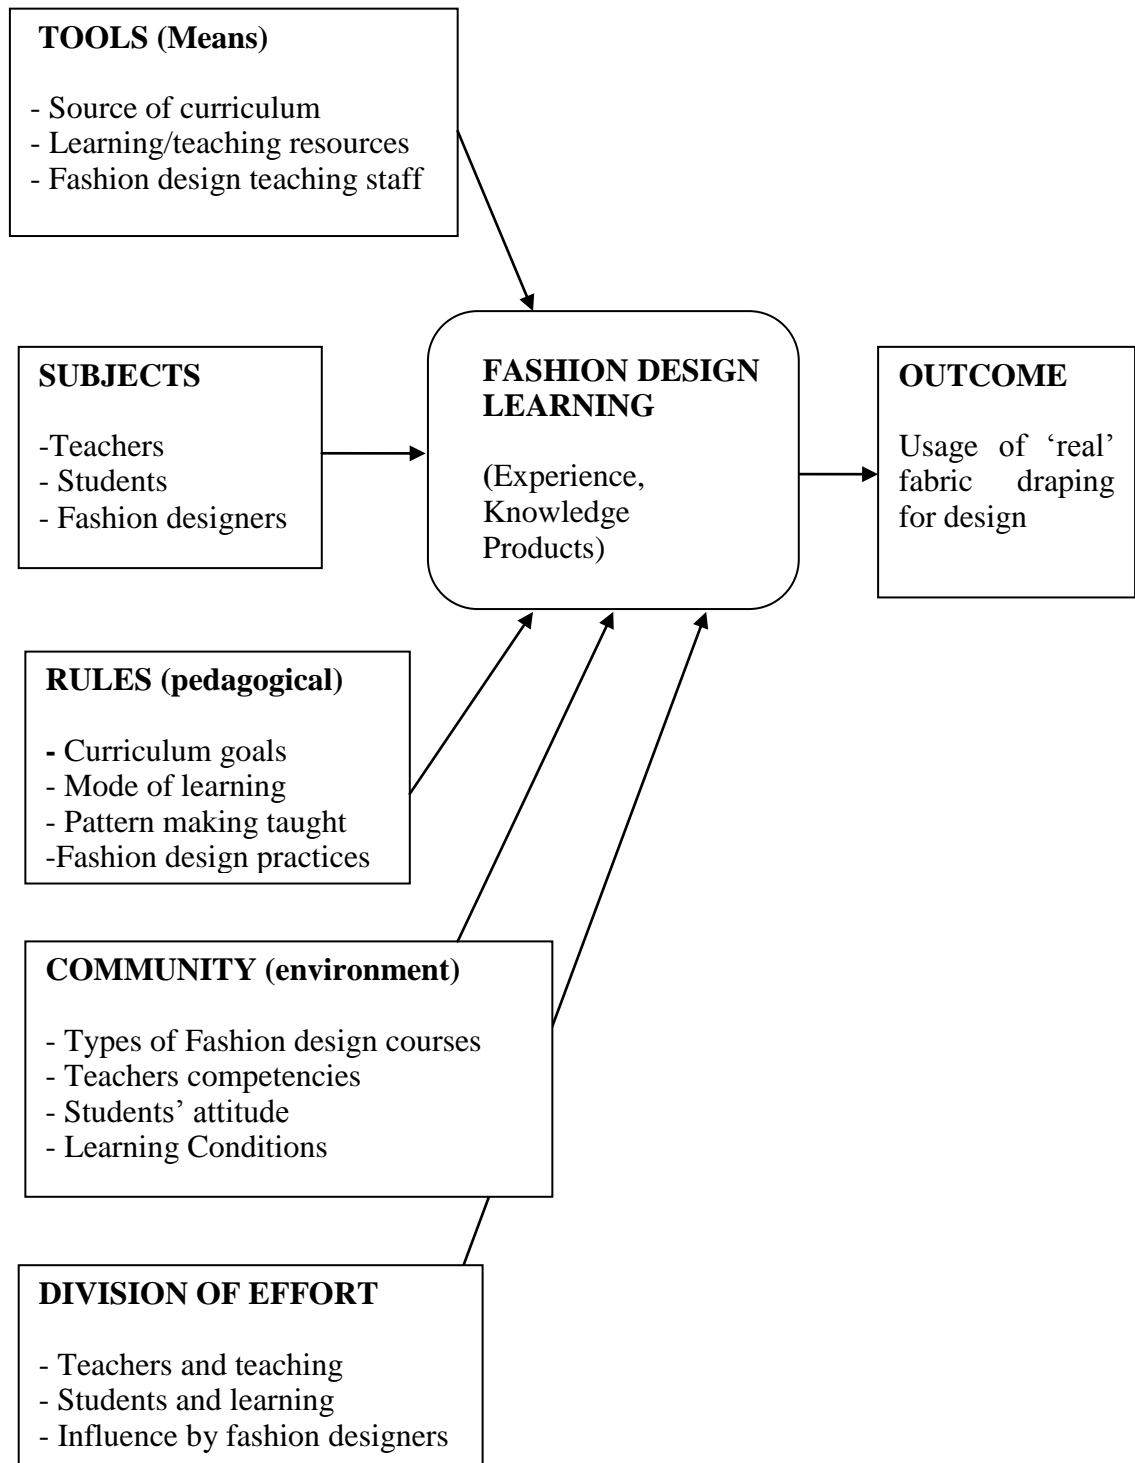 TOOLS (Means)
- Source of curriculum
- Learning/teaching resources
- Fashion design teaching staff
SUBJECTS
-Teachers
- Students
- Fashion designers
FASHION DESIGN
LEARNING
(Experience,
Knowledge
Products)
OUTCOME
Usage of ‘real’
fabric draping
for design
RULES (pedagogical)
- Curriculum goals
- Mode of learning
- Pattern making taught
-Fashion design practices
COMMUNITY (environment)
- Types of Fashion design courses
- Teachers competencies
- Students’ attitude
- Learning Conditions
DIVISION OF EFFORT
- Teachers and teaching
- Students and learning
- Influence by fashion designers